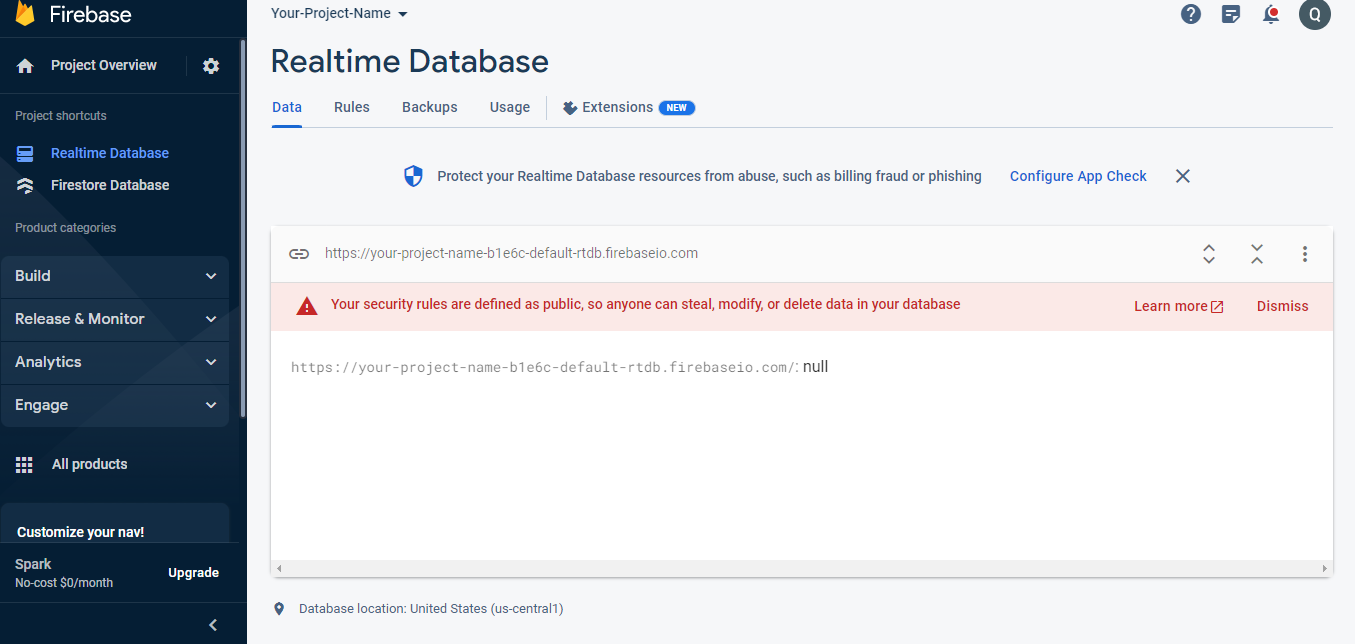 Firebase
Project Overview
Project shortcuts
Realtime Database
Firestore Database
Product categories
Build
Release & Monitor
Analytics
Engage
All products
Customize your nav!
Spark
No-cost $0/month
Upgrade
Your-Project-Name
Q
Realtime Database
Data Rules Backups Usage Extensions NEW
Protect your Realtime Database resources from abuse, such as billing fraud or phishing Configure App Check
https://your-project-name-b1e6c-default-rtdb.firebaseio.com
Your security rules are defined as public, so anyone can steal, modify, or delete data in your database Learn more Dismiss
https://your-project-name-b1e6c-default-rtdb.firebaseio.com/: null
Database location: United States (us-central1)